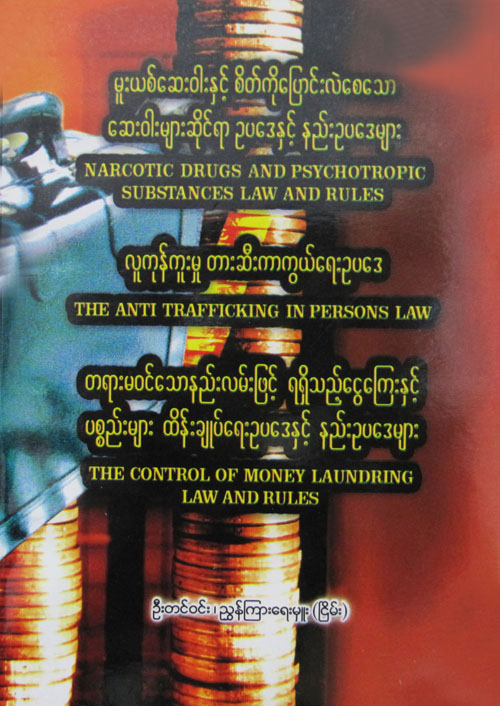 မူးယစ်ဆေးဝါးနှင့် စိတ်ကိုပြောင်းလဲစေသော
ဆေးဝါးများဆိုင်ရာ ဥပဒေနှင့် နည်းဥပဒေများ
NARCOTIC DRUGS AND PSYCHOTROPIC
SUBSTANCES LAW AND RULES
လူကုန်ကူးမှု တားဆီးကာကွယ်ရေးဥပဒေ
THE ANTI TRAFFICKING IN PERSONS LAW
တရားမဝင်သောနည်းလမ်းဖြင့် ရရှိသည့်ငွေကြေးနှင့်
ပစ္စည်းများ ထိန်းချုပ်ရေးဥပဒေနှင့် နည်းဥပဒေများ
THE CONTROL OF MONEY LAUNDRING
LAW AND RULES
ဦးတင်ဝင်း၊ ညွှန်ကြားရေးမှူး (ငြိမ်း)